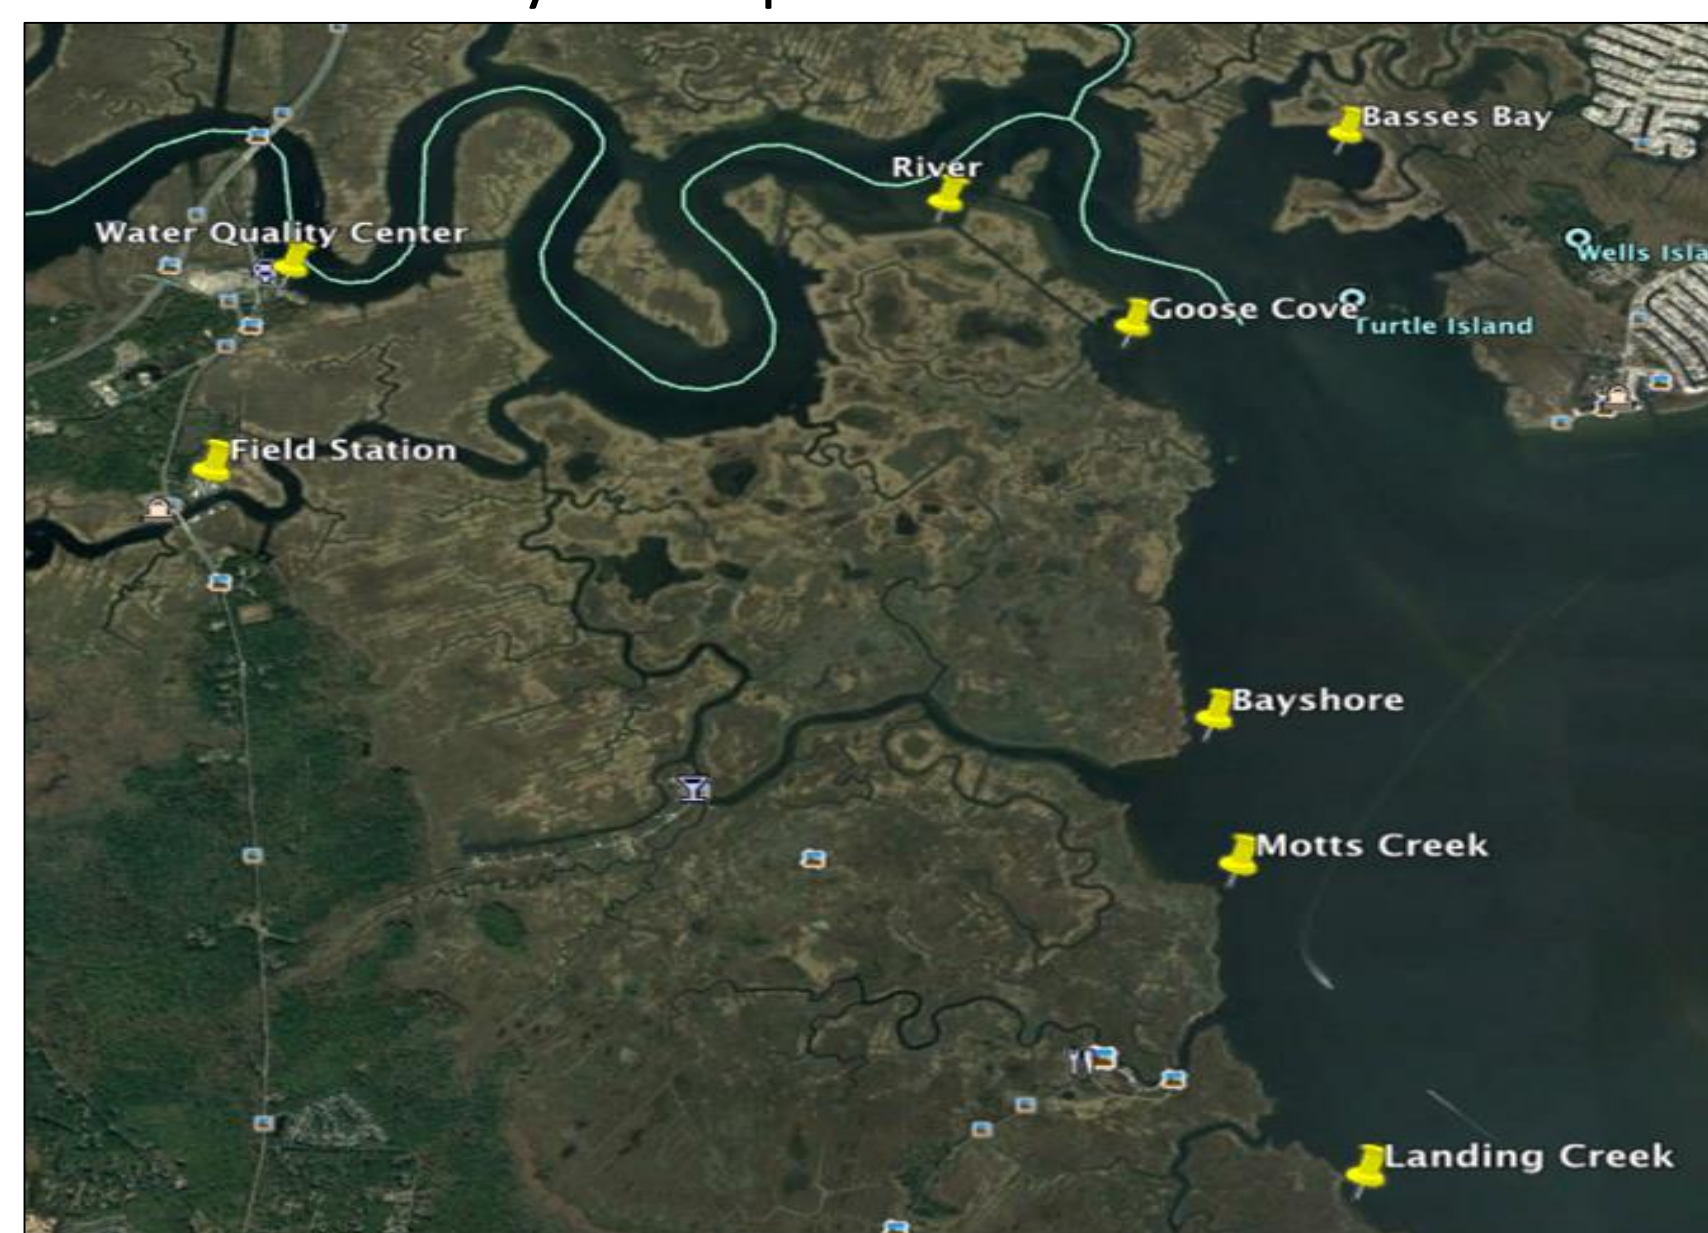 Basses Bay
River
Water Quality Center
Wells Isla
Goose Cove
Turtle Island
Field Station
Bayshore
Motts Creek
Landing Creek